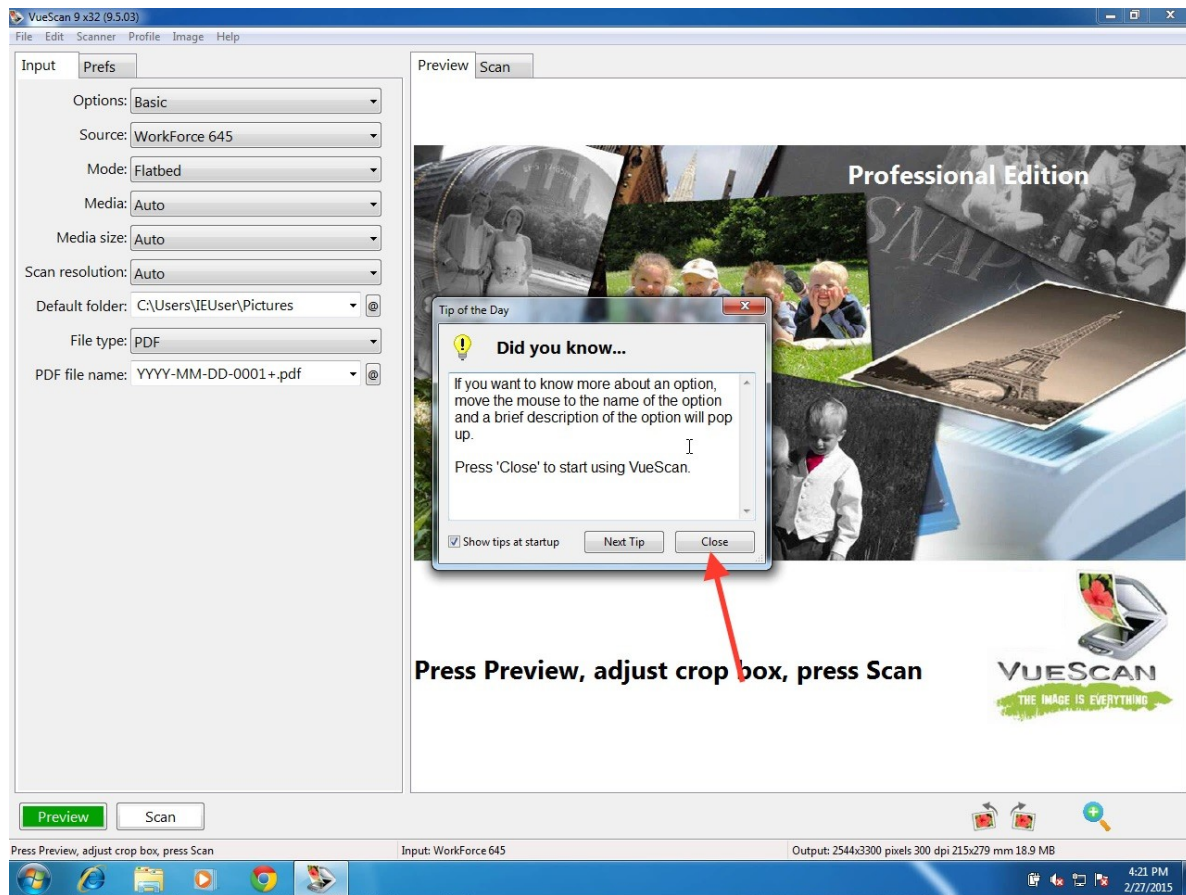 VueScan 9 x32 (9.5.03)
File Edit Scanner Profile Image Help
Input Prefs
Preview Scan
Options: Basic
Source: WorkForce 645
Mode: Flatbed
Media: Auto
Media size: Auto
Scan resolution: Auto
Default folder: C:\Users\IEUser\Pictures @
File type: PDF
PDF file name: YYYY-MM-DD-0001+.pdf @
Professional Edition
SNAP
Tip of the Day
Did you know...
If you want to know more about an option,
move the mouse to the name of the option
and a brief description of the option will pop
up.
Press 'Close' to start using VueScan.
Show tips at startup Next Tip Close
Press Preview, adjust crop box, press Scan
VUESCAN
THE IMAGE IS EVERYTHING
Preview Scan
Press Preview, adjust crop box, press Scan
Input: WorkForce 645
Output: 2544x3300 pixels 300 dpi 215x279 mm 18.9 MB
4:21 PM
2/27/2015